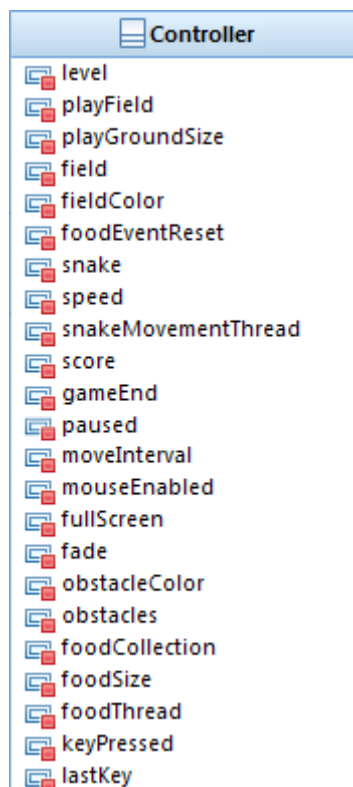 Controller
level
playField
playGroundSize
field
fieldColor
foodEventReset
snake
speed
snakeMovementThread
score
gameEnd
paused
moveInterval
mouseEnabled
fullScreen
fade
obstacleColor
obstacles
foodCollection
foodSize
foodThread
keyPressed
lastKey